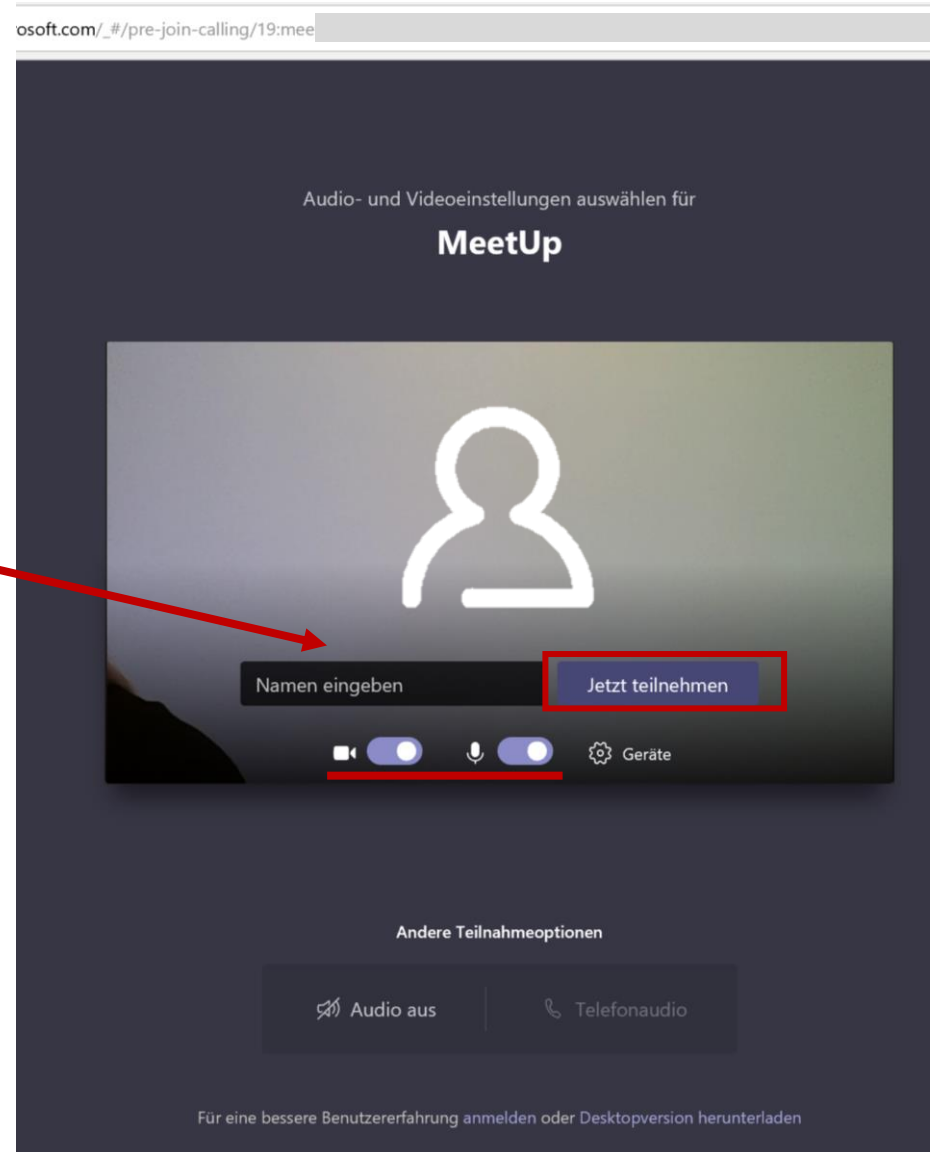 osoft.com/_#/pre-join-calling/19:mee
Audio- und Videoeinstellungen auswählen für
MeetUp
Namen eingeben
Jetzt teilnehmen
Geräte
Andere Teilnahmeoptionen
Audio aus
Telefonaudio
Für eine bessere Benutzererfahrung anmelden oder Desktopversion herunterladen